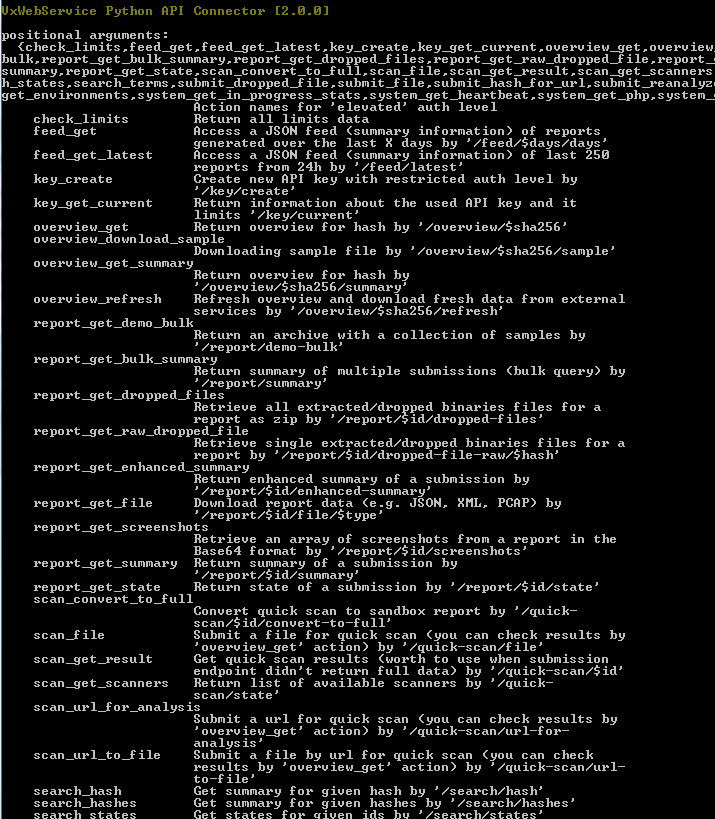 VxWebService Python API Connector [2.0.0]
positional arguments:
{check_limits,feed_get,feed_get_latest,key_create,key_get_current,overview_get,overview_
bulk,report_get_bulk_summary,report_get_dropped_files,report_get_raw_dropped_file,report_
summary,report_get_state,scan_convert_to_full,scan_file,scan_get_result,scan_get_scanners
h_states,search_terms,submit_dropped_file,submit_file,submit_hash_for_url,submit_reanalyz
get_environments,system_get_in_progress_stats,system_get_heartbeat,system_get_php,system_
Action names for 'elevated' auth level
check_limits Return all limits data
feed_get Access a JSON feed (summary information) of reports
generated over the last X days by '/feed/$days/days'
feed_get_latest Access a JSON feed (summary information) of last 250
reports from 24h by '/feed/latest'
key_create Create new API key with restricted auth level by
'/key/create'
key_get_current Return information about the used API key and it
limits '/key/current'
overview_get Return overview for hash by '/overview/$sha256'
overview_download_sample
Downloading sample file by '/overview/$sha256/sample'
overview_get_summary
Return overview for hash by
'/overview/$sha256/summary'
overview_refresh Refresh overview and download fresh data from external
services by '/overview/$sha256/refresh'
report_get_demo_bulk
Return an archive with a collection of samples by
'/report/demo-bulk'
report_get_bulk_summary
Return summary of multiple submissions (bulk query) by
'/report/summary'
report_get_dropped_files
Retrieve all extracted/dropped binaries files for a
report as zip by '/report/$id/dropped-files'
report_get_raw_dropped_file
Retrieve single extracted/dropped binaries files for a
report by '/report/$id/dropped-file-raw/$hash'
report_get_enhanced_summary
Return enhanced summary of a submission by
'/report/$id/enhanced-summary'
report_get_file Download report data (e.g. JSON, XML, PCAP) by
'/report/$id/file/$type'
report_get_screenshots
Retrieve an array of screenshots from a report in the
Base64 format by '/report/$id/screenshots'
report_get_summary Return summary of a submission by
'/report/$id/summary'
report_get_state Return state of a submission by '/report/$id/state'
scan_convert_to_full
Convert quick scan to sandbox report by '/quick-
scan/$id/convert-to-full'
scan_file Submit a file for quick scan (you can check results by
'overview_get' action) by '/quick-scan/file'
scan_get_result Get quick scan results (worth to use when submission
endpoint didn't return full data) by '/quick-scan/$id'
scan_get_scanners Return list of available scanners by '/quick-
scan/state'
scan_url_for_analysis
Submit a url for quick scan (you can check results by
'overview_get' action) by '/quick-scan/url-for-
analysis'
scan_url_to_file Submit a file by url for quick scan (you can check
results by 'overview_get' action) by '/quick-scan/url-
to-file'
search_hash Get summary for given hash by '/search/hash'
search_hashes Get summary for given hashes by '/search/hashes'
search_states Get states for given ids by '/search/states'